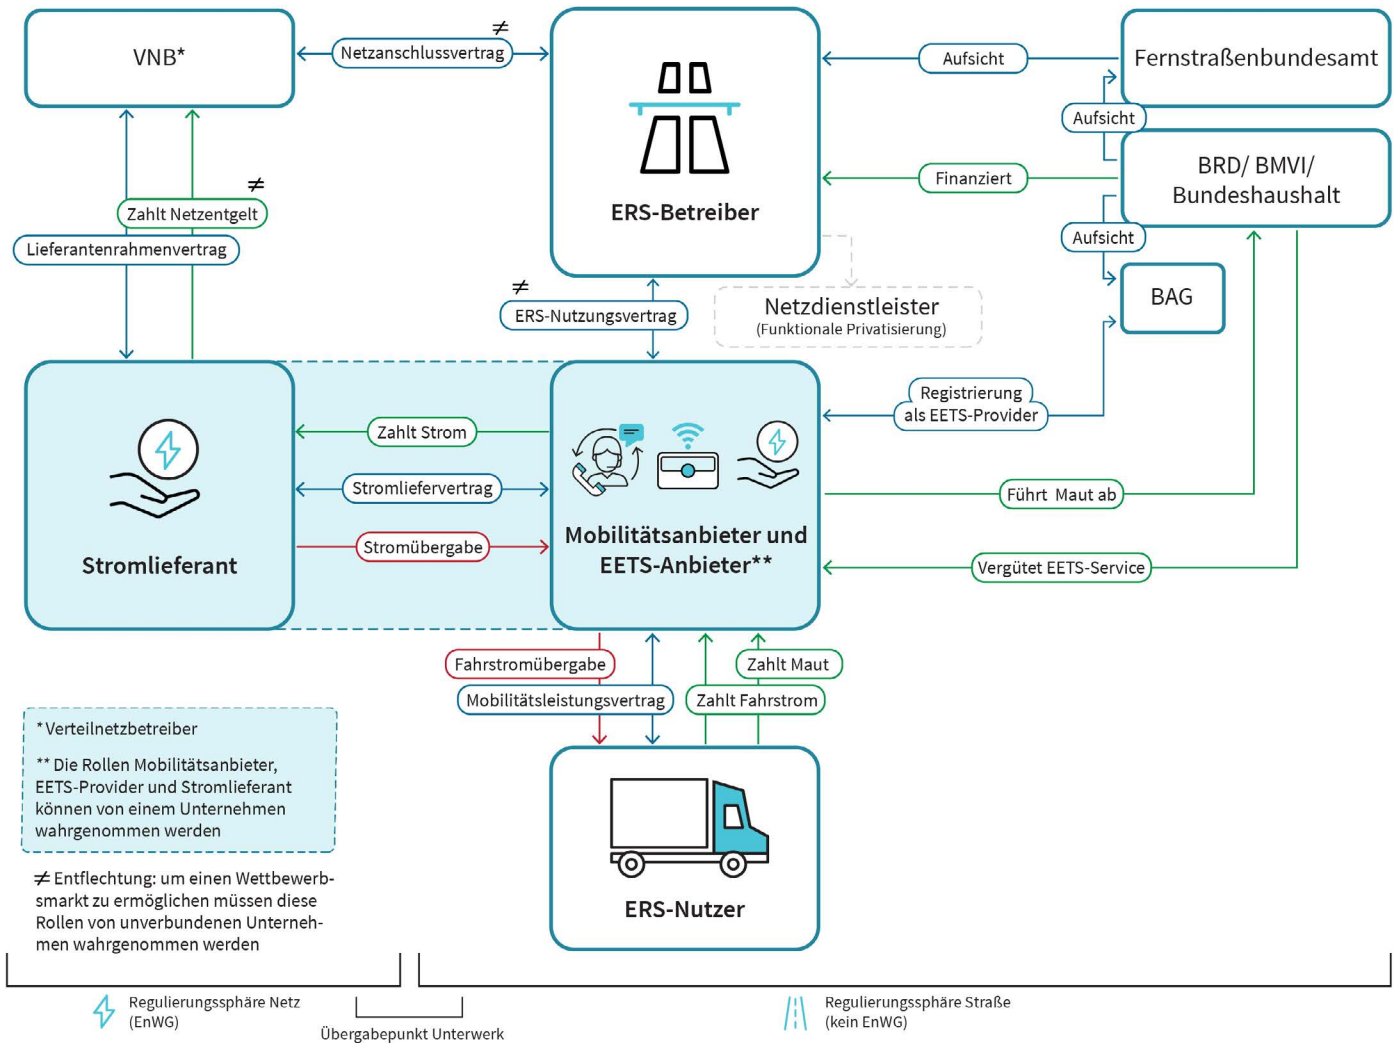 VNB*
Netzanschlussvertrag
≠
ERS-Betreiber
Aufsicht
Fernstraßenbundesamt
Aufsicht
Finanziert
BRD/ BMVI/
Bundeshaushalt
Aufsicht
BAG
≠
Zahlt Netzentgelt
Lieferantenrahmenvertrag
≠
ERS-Nutzungsvertrag
Netzdienstleister
(Funktionale Privatisierung)
Registrierung
als EETS-Provider
Zahlt Strom
Stromliefervertrag
Stromübergabe
Stromlieferant
Mobilitätsanbieter und
EETS-Anbieter**
Führt Maut ab
Vergütet EETS-Service
Fahrstromübergabe
Zahlt Maut
Mobilitätsleistungsvertrag
Zahlt Fahrstrom
ERS-Nutzer
* Verteilnetzbetreiber
** Die Rollen Mobilitätsanbieter,
EETS-Provider und Stromlieferant
können von einem Unternehmen
wahrgenommen werden
≠ Entflechtung: um einen Wettbewerb-
smarkt zu ermöglichen müssen diese
Rollen von unverbundenen Unterneh-
men wahrgenommen werden
Regulierungssphäre Netz
(EnWG)
Übergabepunkt Unterwerk
Regulierungssphäre Straße
(kein EnWG)